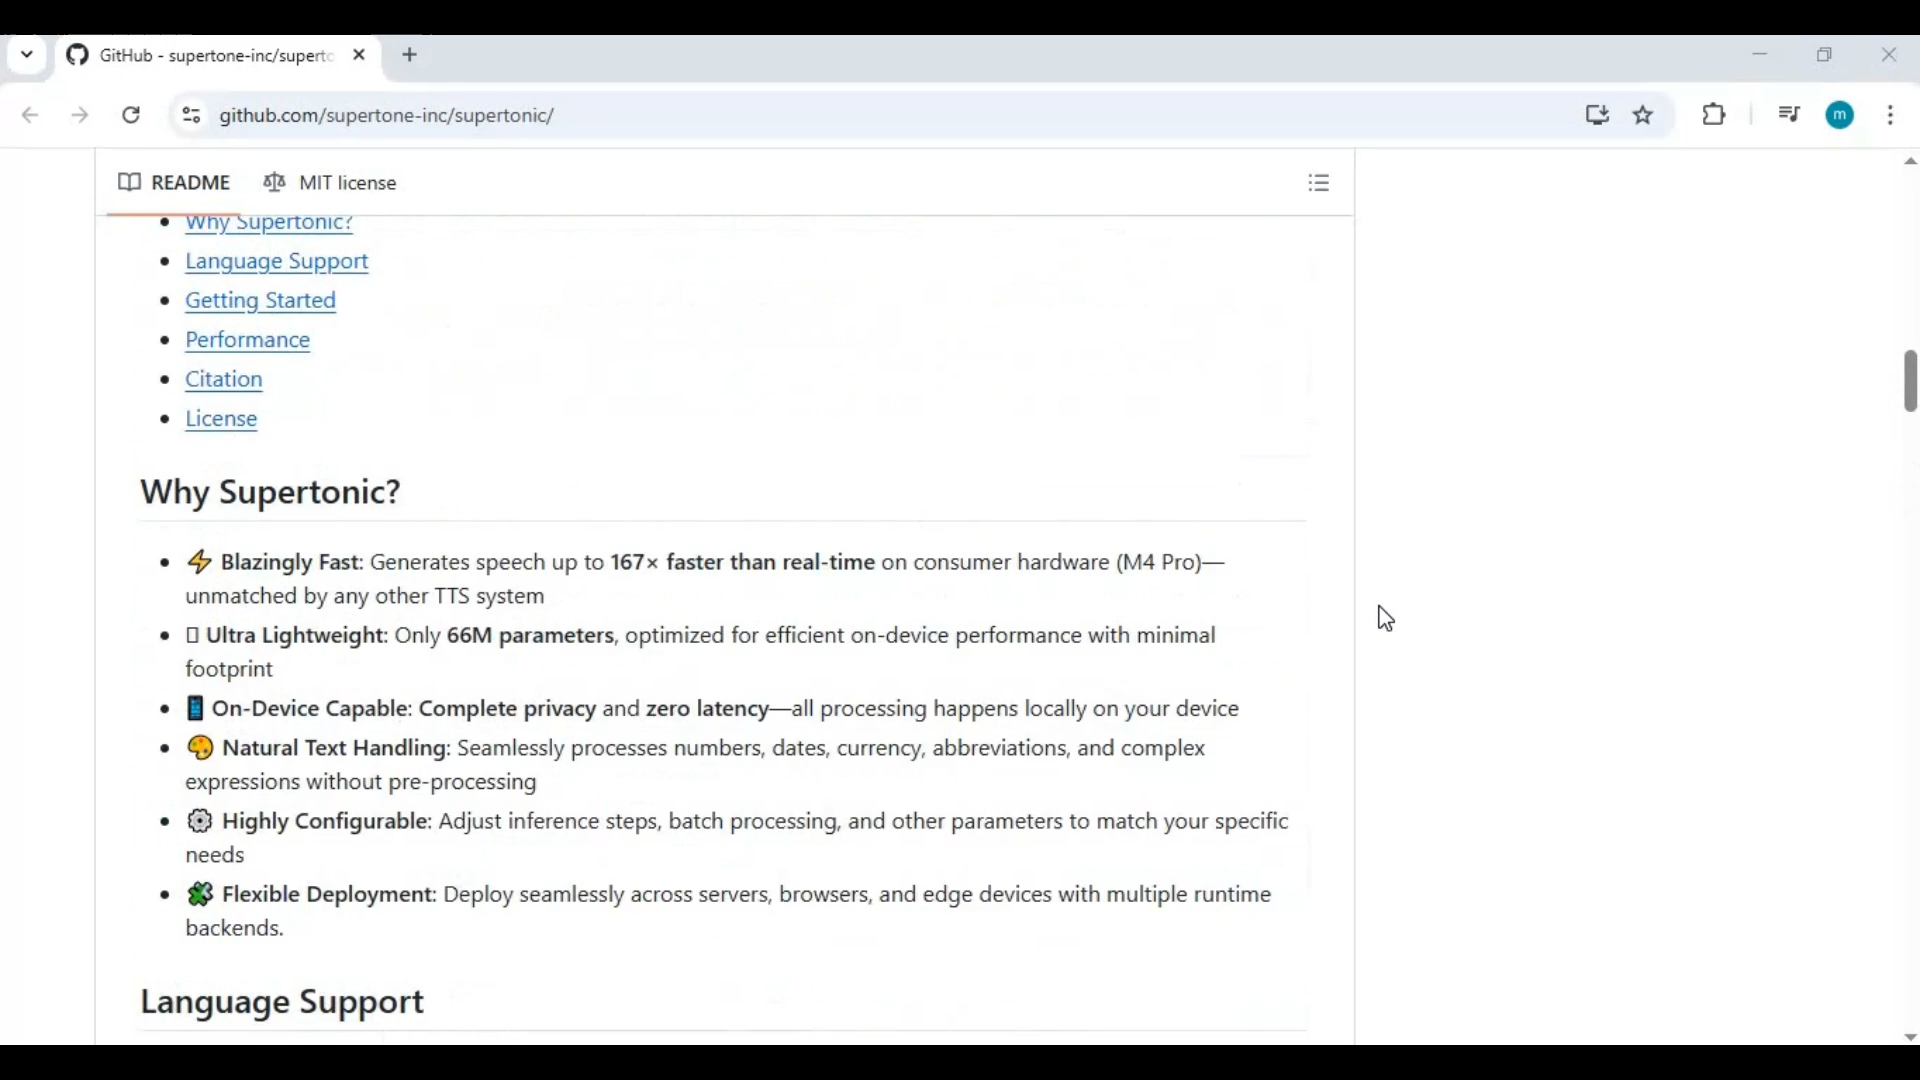 GitHub - supertone-inc/superto
github.com/supertone-inc/supertonic/
m
README
MIT license
Why Supertonic?
Language Support
Getting Started
Performance
Citation
License
Why Supertonic?
⚡ Blazingly Fast: Generates speech up to 167× faster than real-time on consumer hardware (M4 Pro)—
unmatched by any other TTS system
Ultra Lightweight: Only 66M parameters, optimized for efficient on-device performance with minimal
footprint
📱 On-Device Capable: Complete privacy and zero latency—all processing happens locally on your device
🎨 Natural Text Handling: Seamlessly processes numbers, dates, currency, abbreviations, and complex
expressions without pre-processing
⚙️ Highly Configurable: Adjust inference steps, batch processing, and other parameters to match your specific
needs
🧩 Flexible Deployment: Deploy seamlessly across servers, browsers, and edge devices with multiple runtime
backends.
Language Support